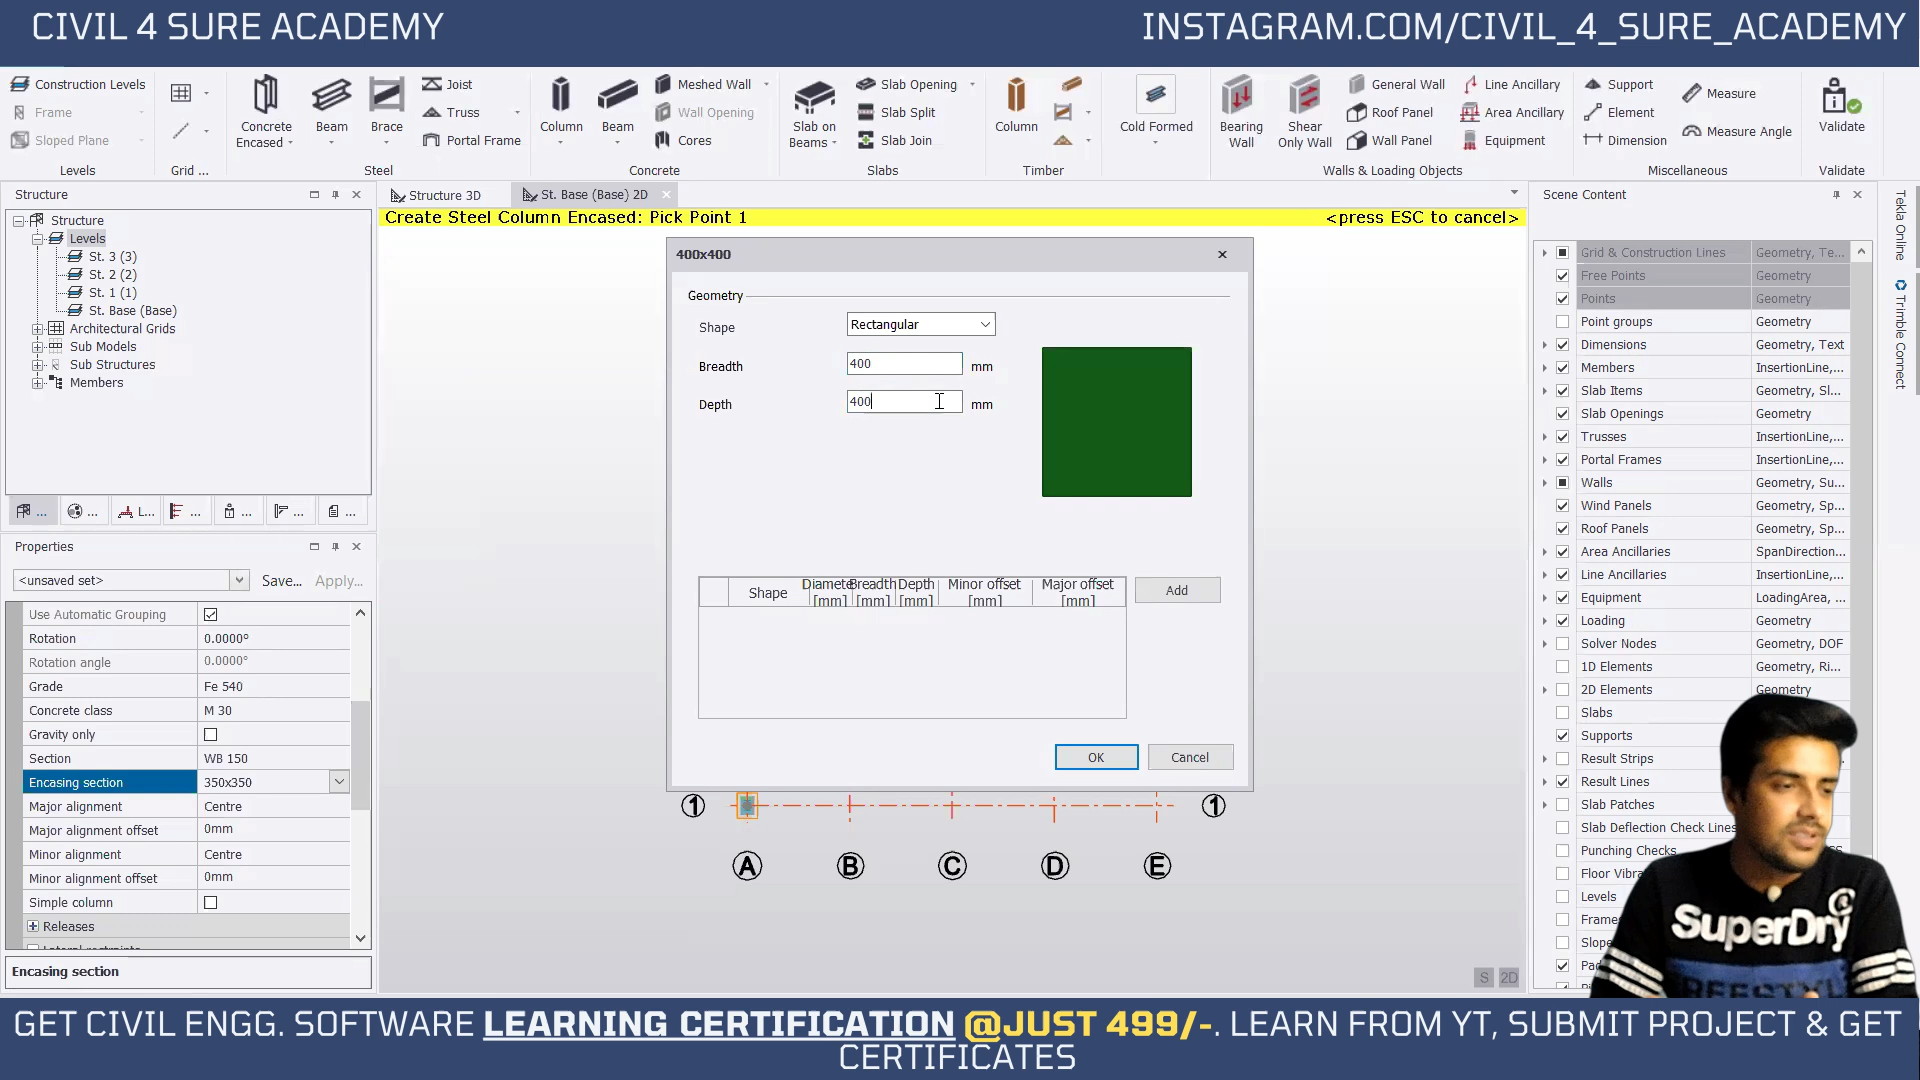 CIVIL 4 SURE ACADEMY
INSTAGRAM.COM/CIVIL_4_SURE_ACADEMY
Construction Levels
Frame
Sloped Plane
Levels
Grid ...
Concrete
Encased
Beam
Brace
Joist
Truss
Portal Frame
Steel
Column
Beam
Meshed Wall
Wall Opening
Cores
Concrete
Slab on
Beams
Slab Opening
Slab Split
Slab Join
Slabs
Column
Timber
Cold Formed
Bearing
Wall
Shear
Only Wall
General Wall
Roof Panel
Wall Panel
Line Ancillary
Area Ancillary
Equipment
Walls & Loading Objects
Support
Element
Dimension
Measure
Measure Angle
Miscellaneous
Validate
Validate
Structure
Structure
Levels
St. 3 (3)
St. 2 (2)
St. 1 (1)
St. Base (Base)
Architectural Grids
Sub Models
Sub Structures
Members
...
...
L...
...
...
...
...
Properties
<unsaved set>
Save...
Apply...
Use Automatic Grouping
Rotation 0.0000°
Rotation angle 0.0000°
Grade Fe 540
Concrete class M 30
Gravity only
Section WB 150
Encasing section 350x350
Major alignment Centre
Major alignment offset 0mm
Minor alignment Centre
Minor alignment offset 0mm
Simple column
Releases
Encasing section
Structure 3D
St. Base (Base) 2D
Create Steel Column Encased: Pick Point 1
<press ESC to cancel>
400x400
Geometry
Shape Rectangular
Breadth 400 mm
Depth 400 mm
Shape
Breadth
[mm]
Depth
[mm]
Minor offset
[mm]
Major offset
[mm]
Add
OK
Cancel
1
1
A
B
C
D
E
S
2D
Scene Content
Grid & Construction Lines Geometry, Te...
Free Points Geometry
Points Geometry
Point groups Geometry
Dimensions Geometry, Text
Members InsertionLine,...
Slab Items Geometry, Sl...
Slab Openings Geometry
Trusses InsertionLine,...
Portal Frames InsertionLine,...
Walls Geometry, Su...
Wind Panels Geometry, Sp...
Roof Panels Geometry, Sp...
Area Ancillaries SpanDirection...
Line Ancillaries InsertionLine,...
Equipment LoadingArea, ...
Loading Geometry
Solver Nodes Geometry, DOF
1D Elements Geometry, Ri...
2D Elements Geometry
Slabs
Supports
Result Strips
Result Lines
Slab Patches
Slab Deflection Check Lines
Punching Checks
Levels
Tekla Online
Trimble Connect
SuperDry
®
GET CIVIL ENGG. SOFTWARE LEARNING CERTIFICATION @JUST 499/-. LEARN FROM YT, SUBMIT PROJECT & GET
CERTIFICATES